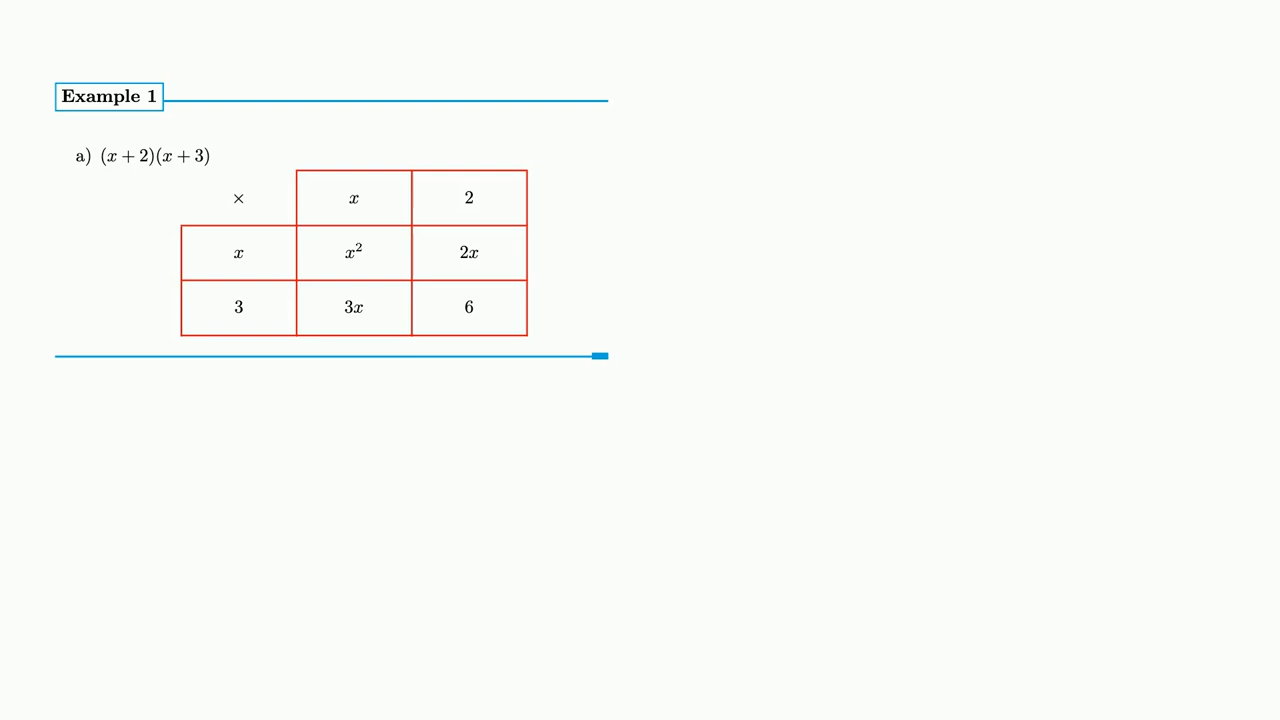 Example 1
a) (x + 2)(x + 3)
× x 2
x x² 2x
3 3x 6